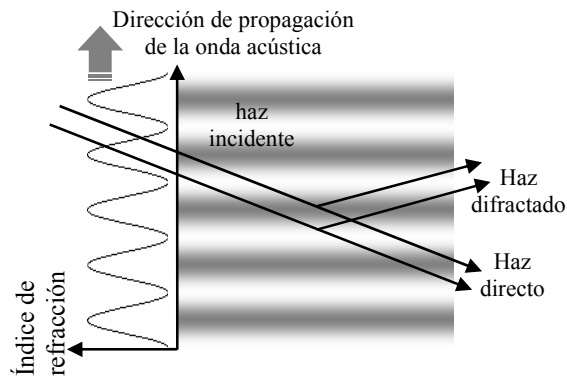 Dirección de propagación
de la onda acústica
haz
incidente
Haz
difractado
Haz
directo
Índice de
refracción